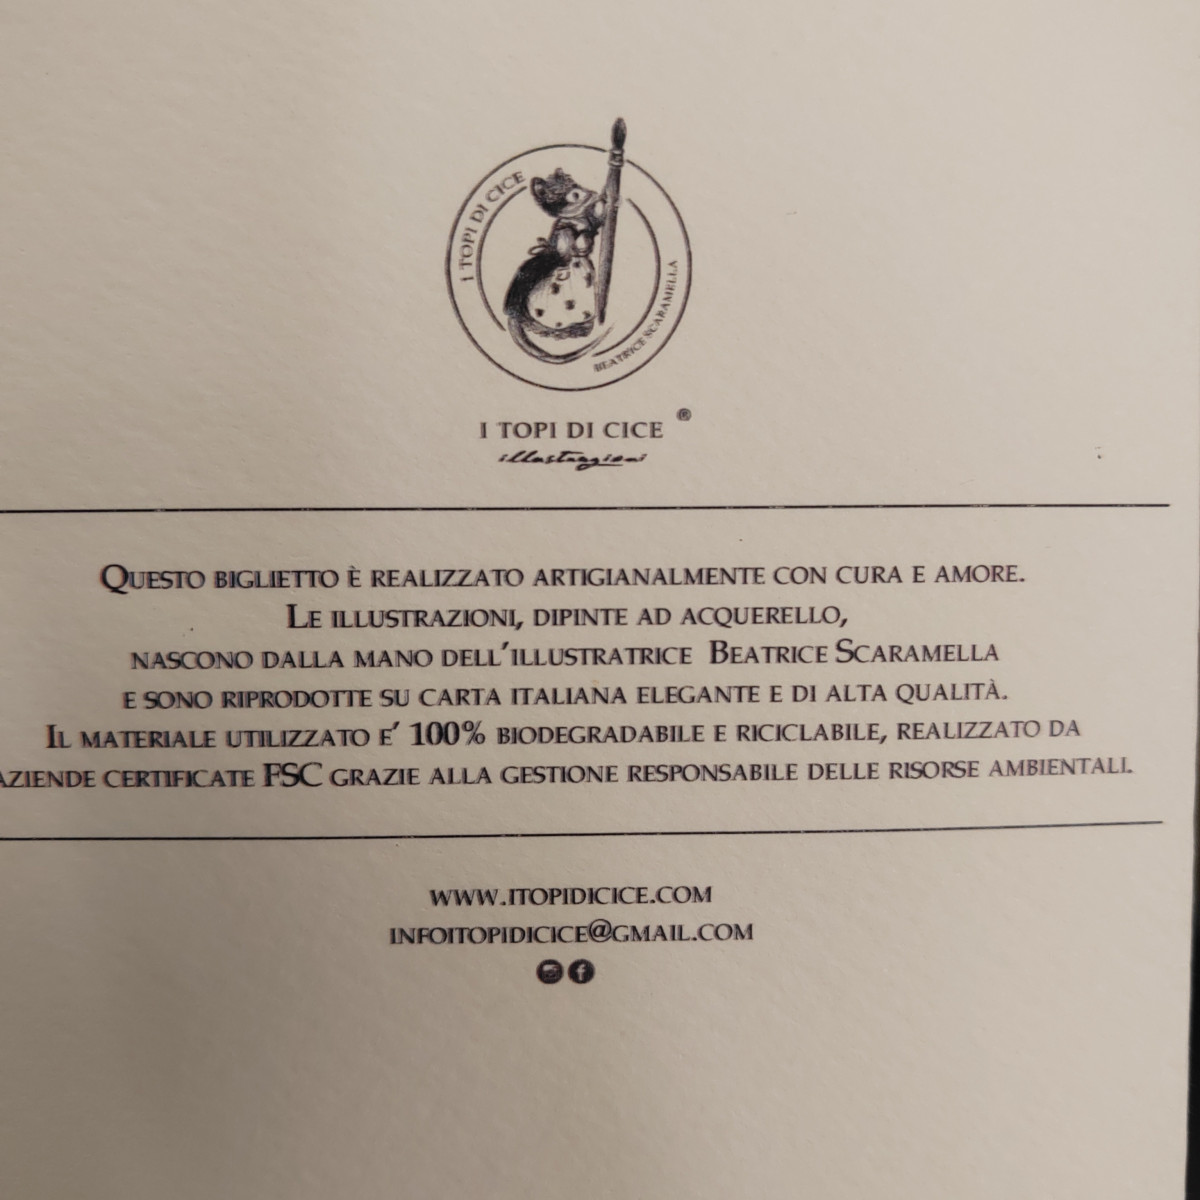 I TOPI DI CICE
BEATRICE SCARAMELLA
I TOPI DI CICE ®
illustrazioni
QUESTO BIGLIETTO È REALIZZATO ARTIGIANALMENTE CON CURA E AMORE.
LE ILLUSTRAZIONI, DIPINTE AD ACQUERELLO,
NASCONO DALLA MANO DELL'ILLUSTRATRICE BEATRICE SCARAMELLA
E SONO RIPRODOTTE SU CARTA ITALIANA ELEGANTE E DI ALTA QUALITÀ.
IL MATERIALE UTILIZZATO E' 100% BIODEGRADABILE E RICICLABILE, REALIZZATO DA
AZIENDE CERTIFICATE FSC GRAZIE ALLA GESTIONE RESPONSABILE DELLE RISORSE AMBIENTALI.
WWW.ITOPIDICICE.COM
INFOITOPIDICICE@GMAIL.COM